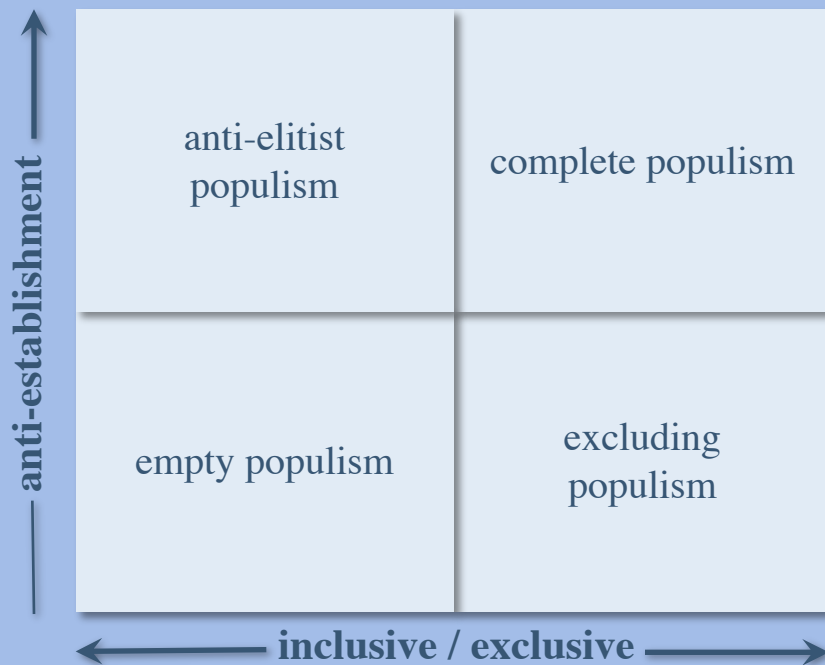 anti-elitist
populism
complete populism
anti-establishment
empty populism
excluding
populism
inclusive / exclusive